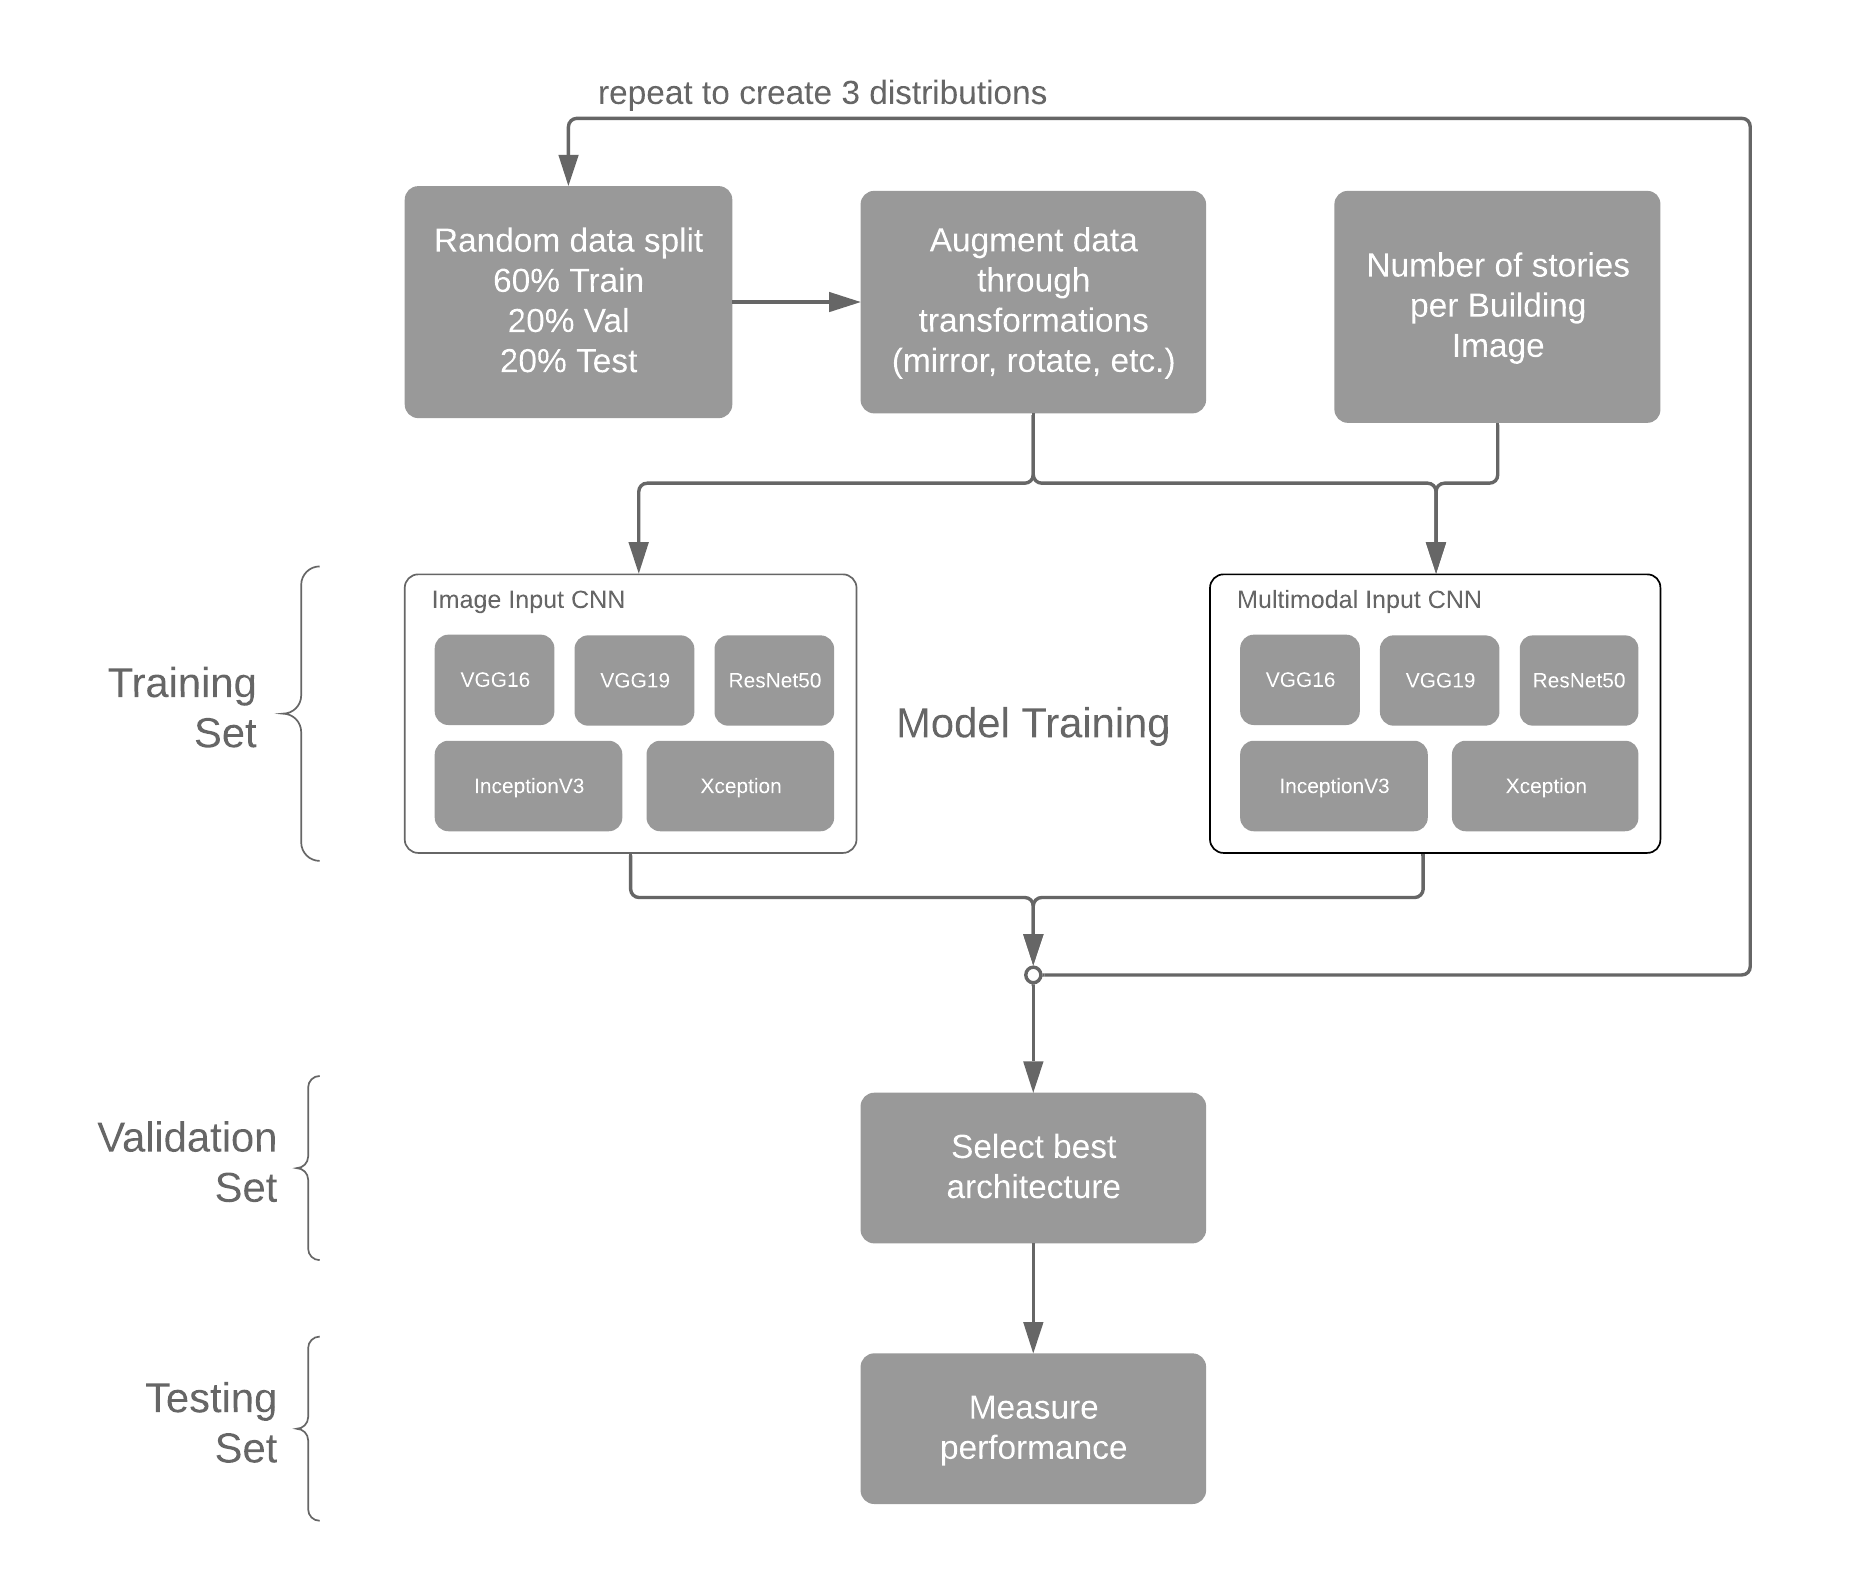 repeat to create 3 distributions
Random data split
60% Train
20% Val
20% Test
Augment data
through
transformations
(mirror, rotate, etc.)
Number of stories
per Building
Image
Training
Set
Image Input CNN
VGG16
VGG19
ResNet50
InceptionV3
Xception
Model Training
Multimodal Input CNN
VGG16
VGG19
ResNet50
InceptionV3
Xception
Validation
Set
Select best
architecture
Testing
Set
Measure
performance